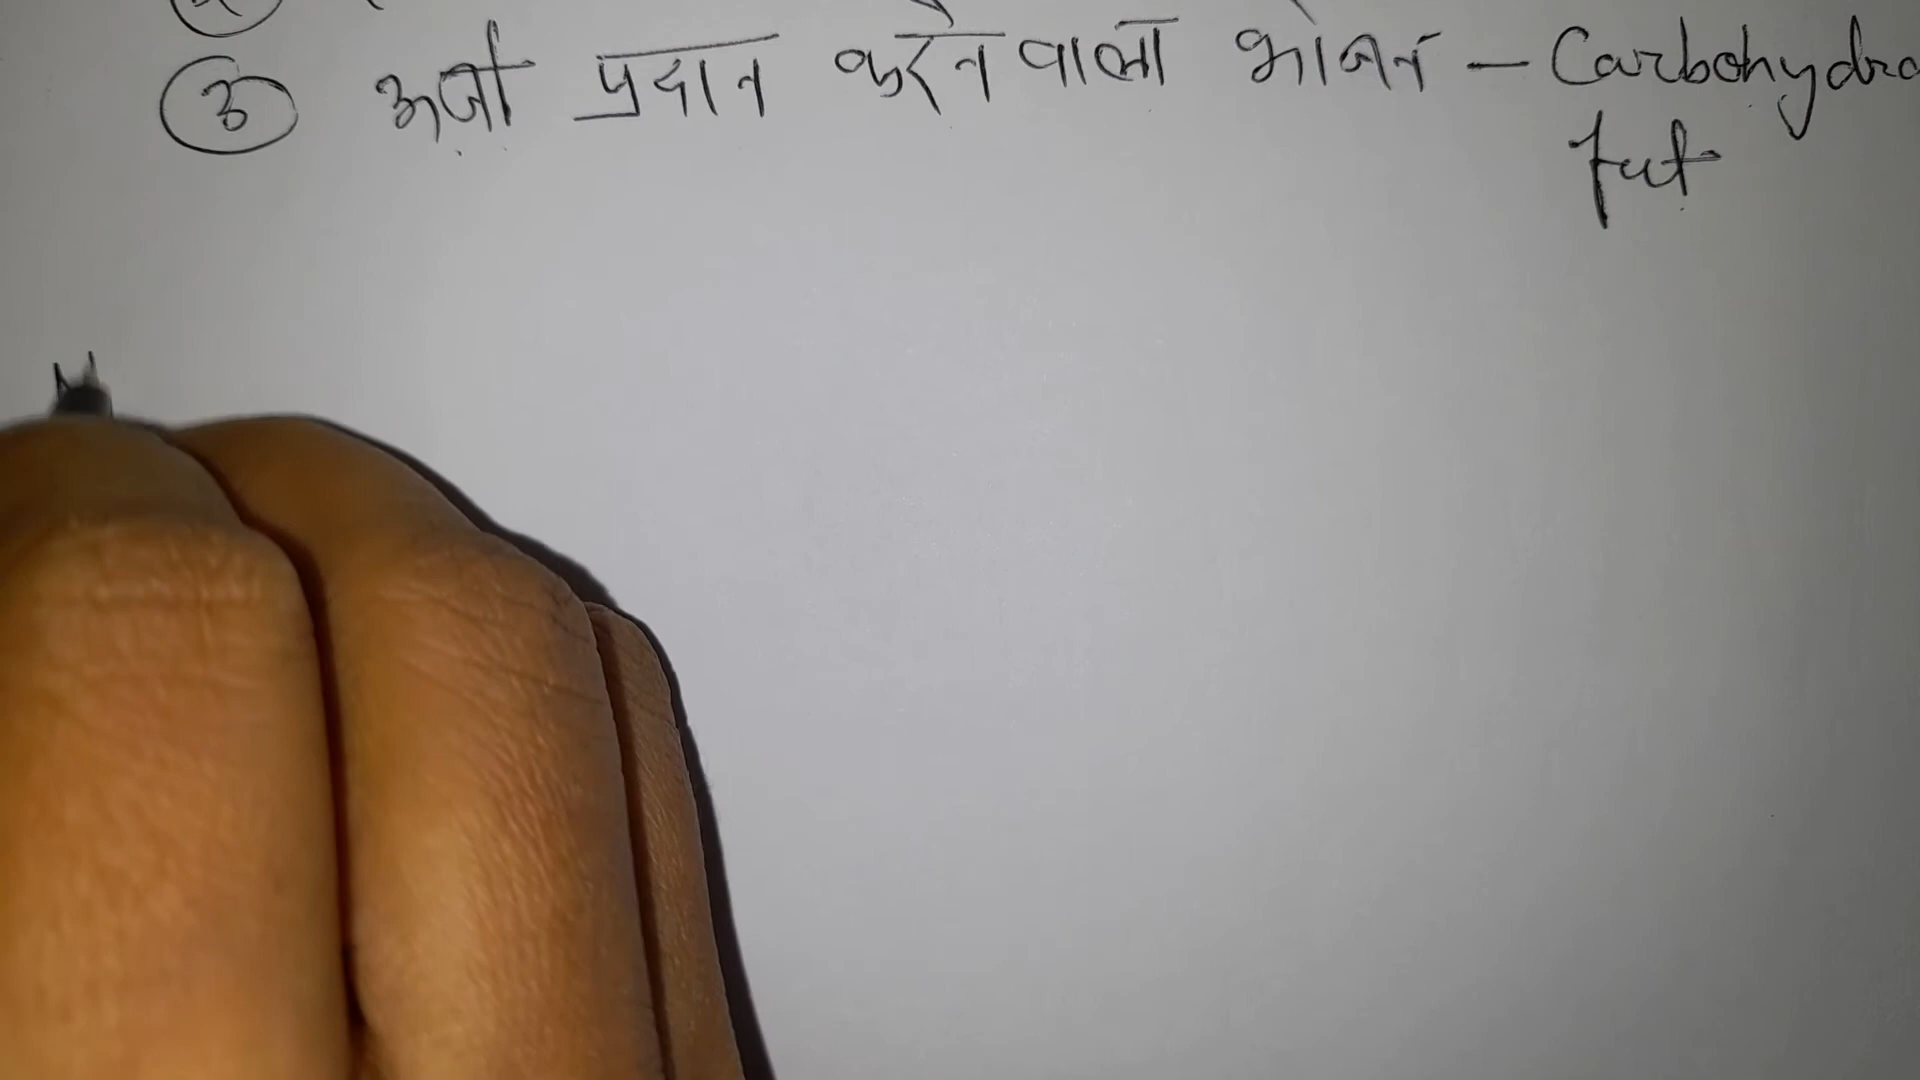 ③ ऊर्जा प्रदान करने वाला भोजन – Carbohydra
fat